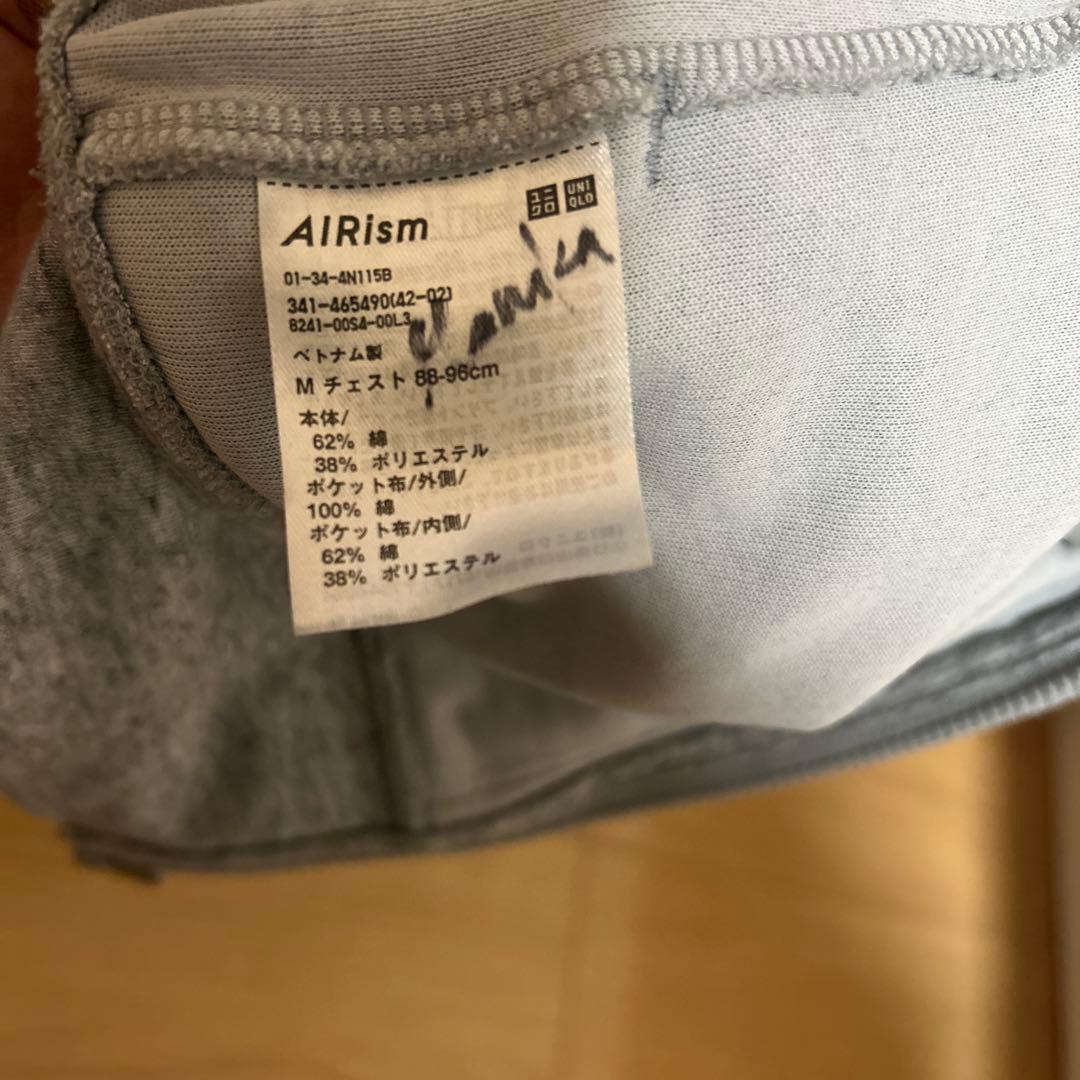 ユニクロ UNIQLO
AIRism
01-34-4N115B
341-465490(42-02)
8241-00S4-00L3
ベトナム製
M チェスト 88-96cm
本体/
62% 綿
38% ポリエステル
ポケット布/外側/
100% 綿
ポケット布/内側/
62% 綿
38% ポリエステル